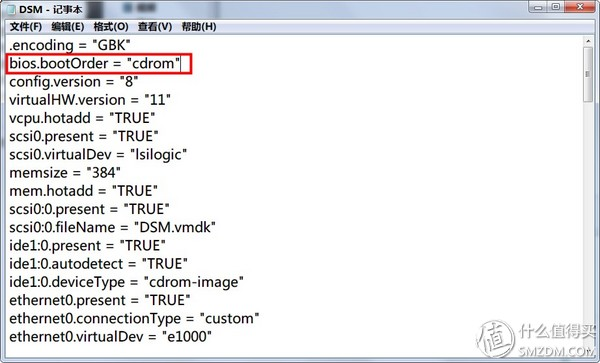 DSM - 记事本
文件(F) 编辑(E) 格式(O) 查看(V) 帮助(H)
.encoding = "GBK"
bios.bootOrder = "cdrom"
config.version = "8"
virtualHW.version = "11"
vcpu.hotadd = "TRUE"
scsi0.present = "TRUE"
scsi0.virtualDev = "lsilogic"
memsize = "384"
mem.hotadd = "TRUE"
scsi0:0.present = "TRUE"
scsi0:0.fileName = "DSM.vmdk"
ide1:0.present = "TRUE"
ide1:0.autodetect = "TRUE"
ide1:0.deviceType = "cdrom-image"
ethernet0.present = "TRUE"
ethernet0.connectionType = "custom"
ethernet0.virtualDev = "e1000"
值 什么值得买
SMZDM.COM